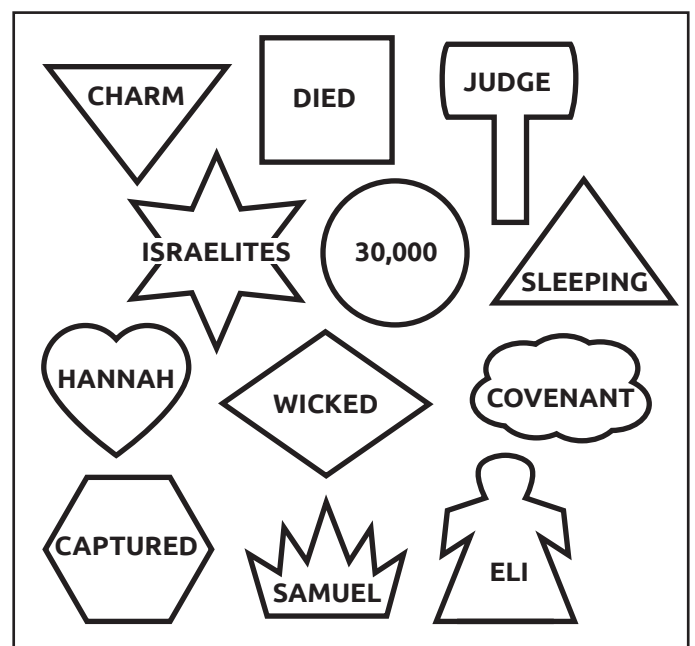 CHARM
DIED
JUDGE
ISRAELITES
30,000
SLEEPING
HANNAH
WICKED
COVENANT
CAPTURED
SAMUEL
ELI